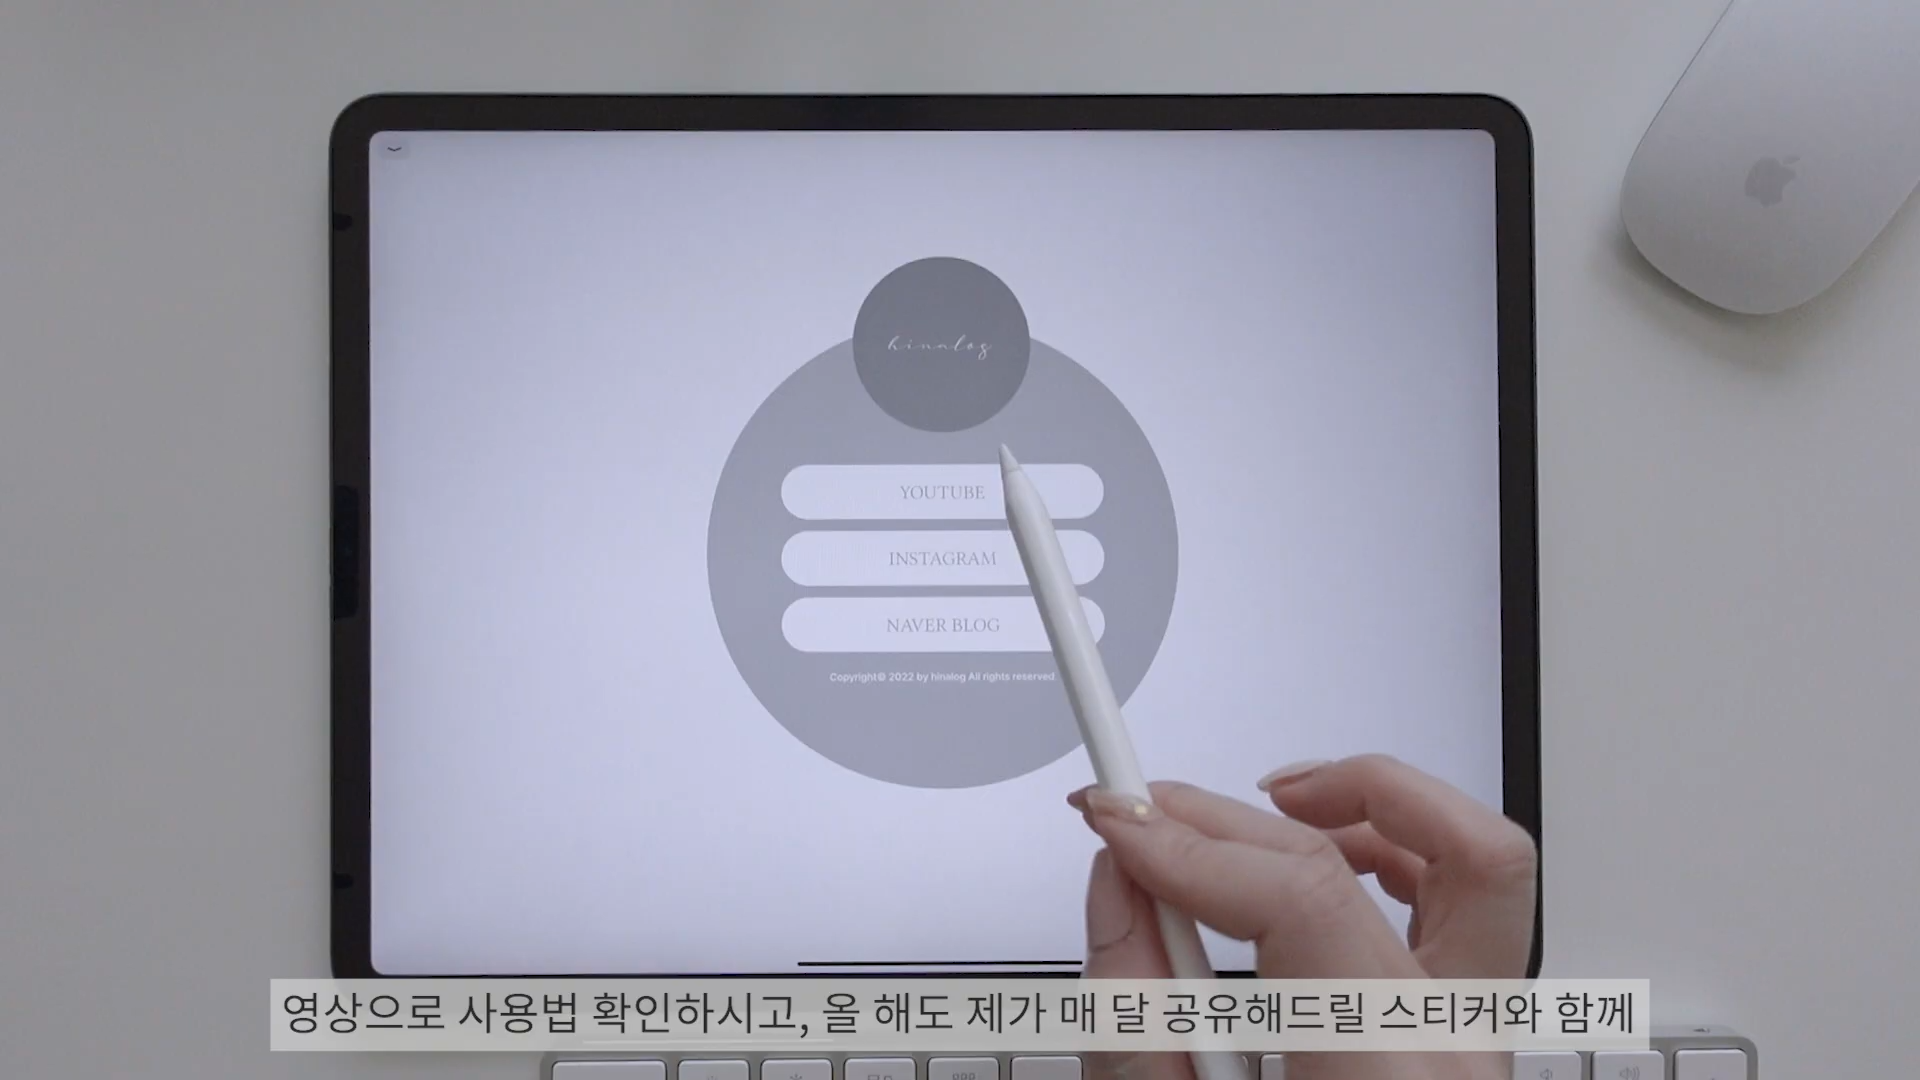 hinalog
YOUTUBE
INSTAGRAM
NAVER BLOG
Copyright© 2022 by hinalog All rights reserved
영상으로 사용법 확인하시고, 올 해도 제가 매 달 공유해드릴 스티커와 함께